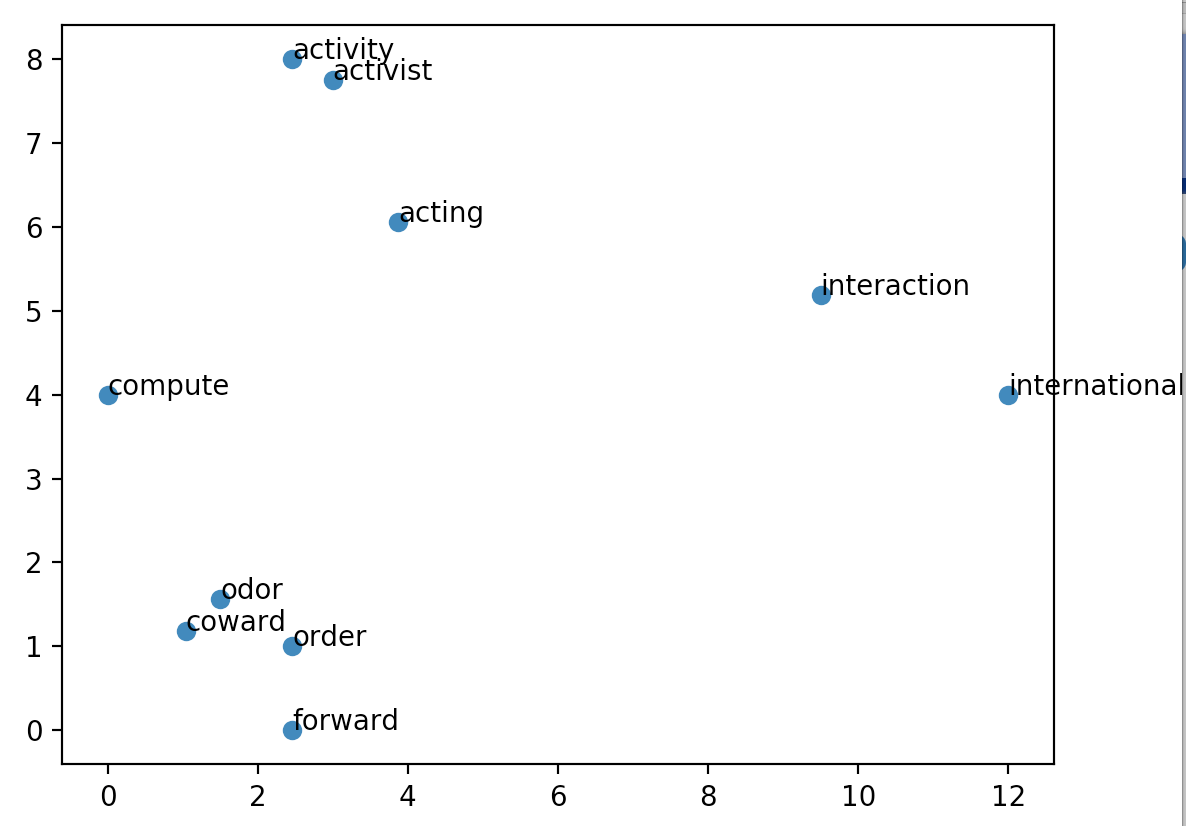 8
activity
activist
7
acting
6
interaction
5
compute
international
4
3
2
odor
coward
order
1
forward
0
0 2 4 6 8 10 12